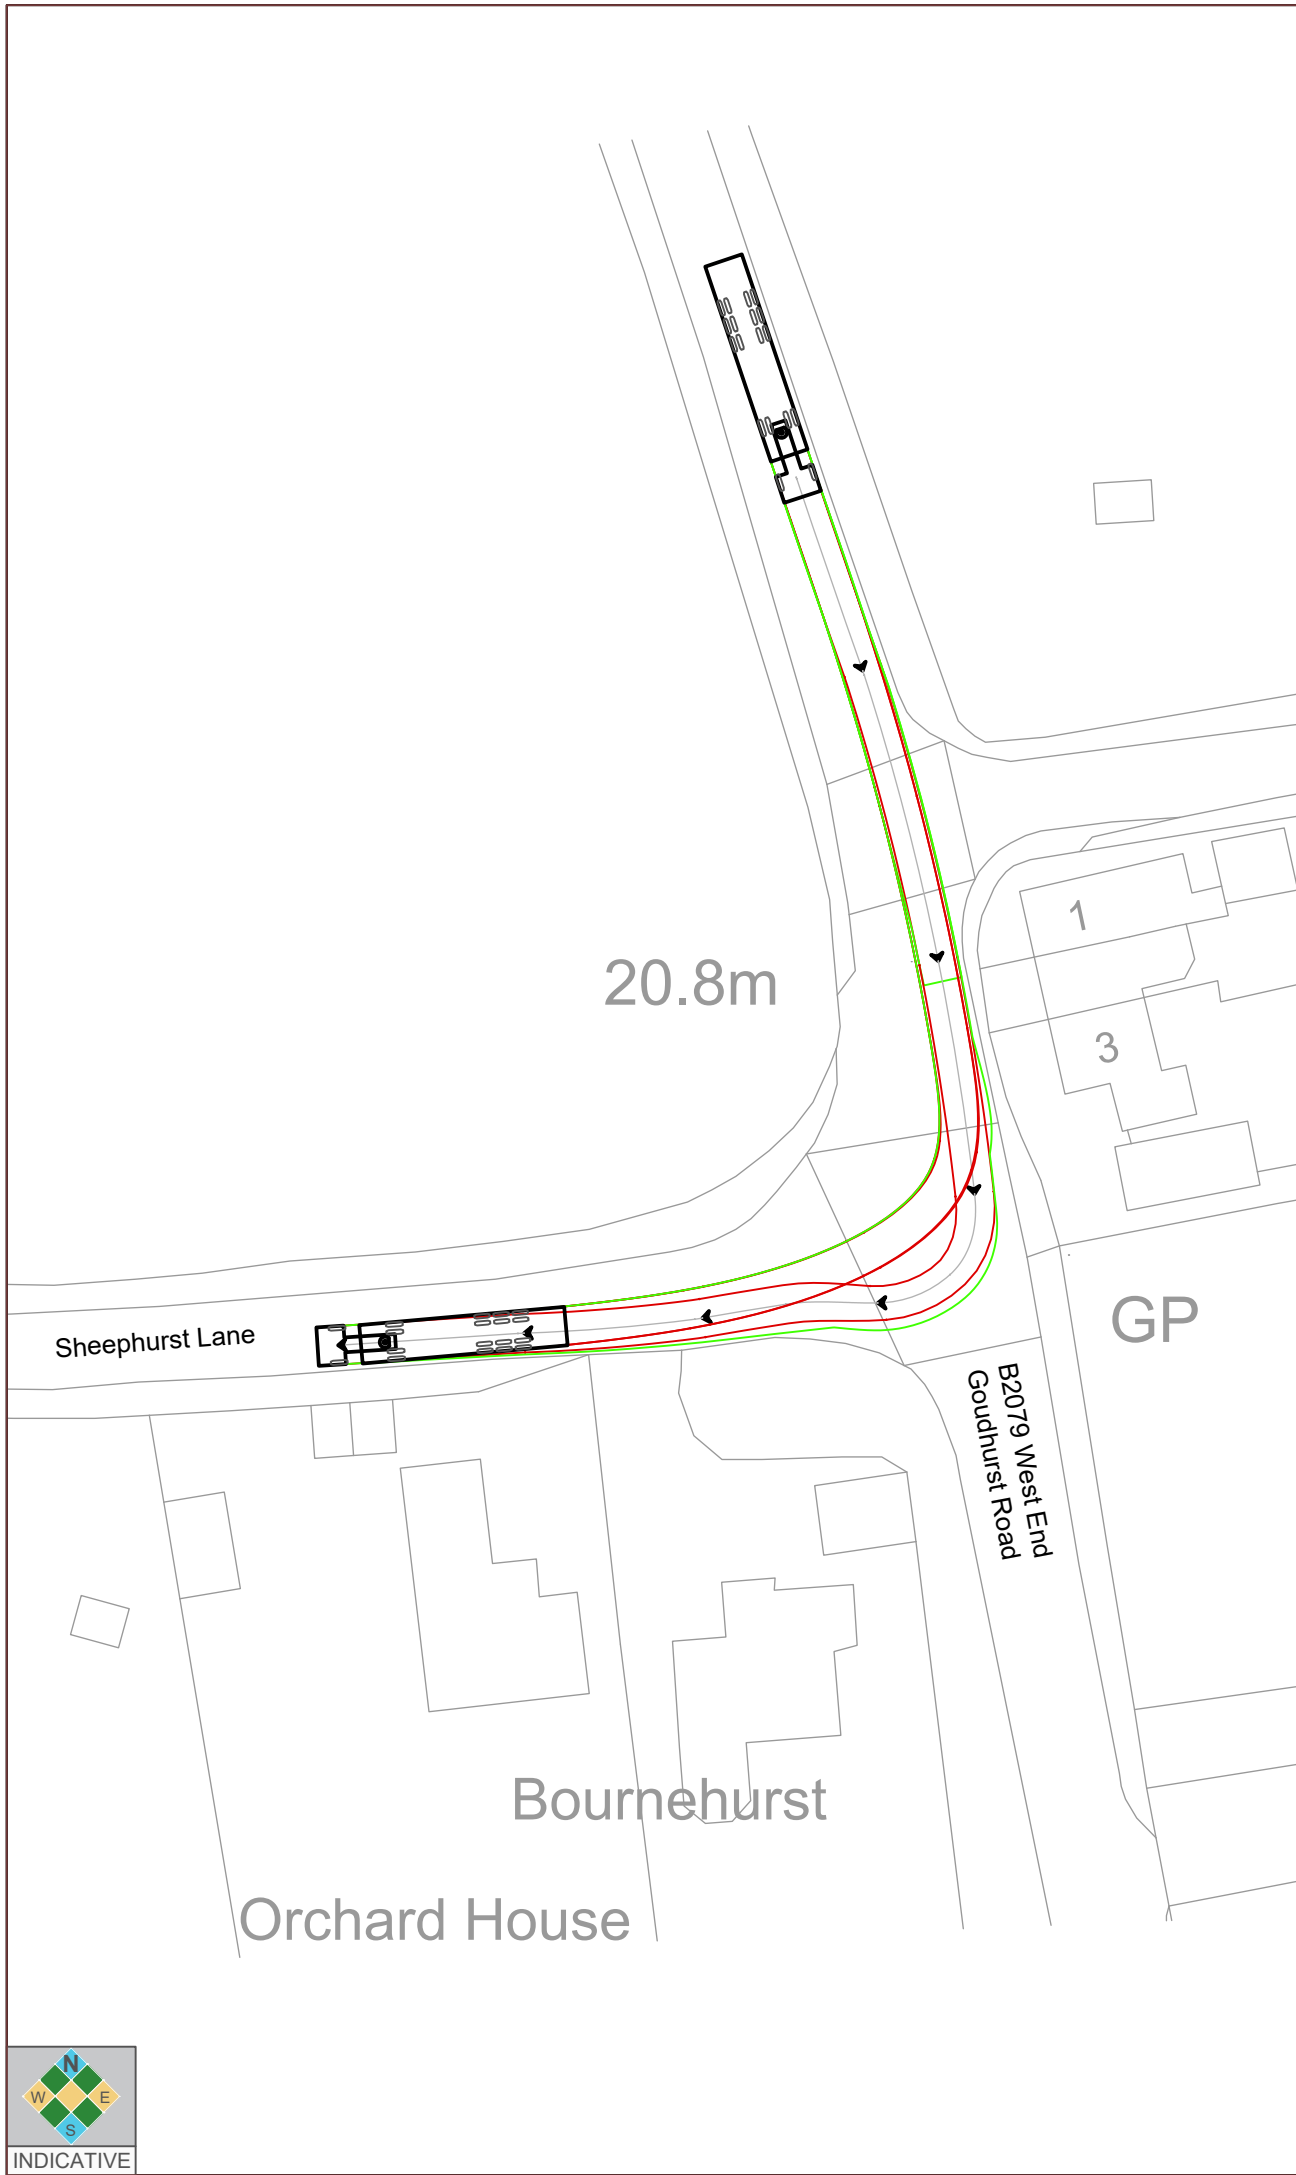 1
20.8m
3
GP
Sheephurst Lane
B2079 West End
Goudhurst Road
Bournehurst
Orchard House
N
W
E
S
INDICATIVE